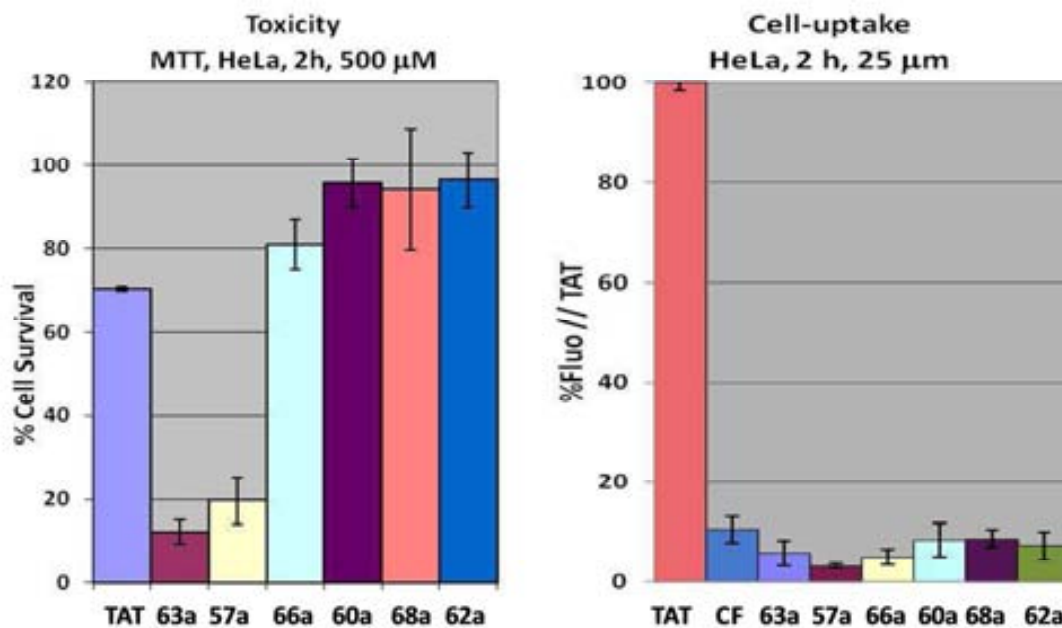 Toxicity
MTT, HeLa, 2h, 500 µM
120
100
80
60
40
20
0
% Cell Survival
TAT 63a 57a 66a 60a 68a 62a
Cell-uptake
HeLa, 2 h, 25 µm
100
80
60
40
20
0
%Fluo // TAT
TAT CF 63a 57a 66a 60a 68a 62a